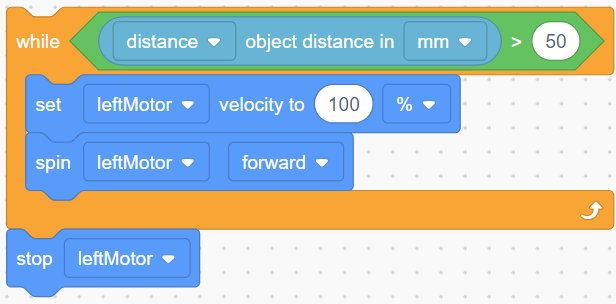 while distance object distance in mm > 50
set leftMotor velocity to 100 %
spin leftMotor forward
stop leftMotor